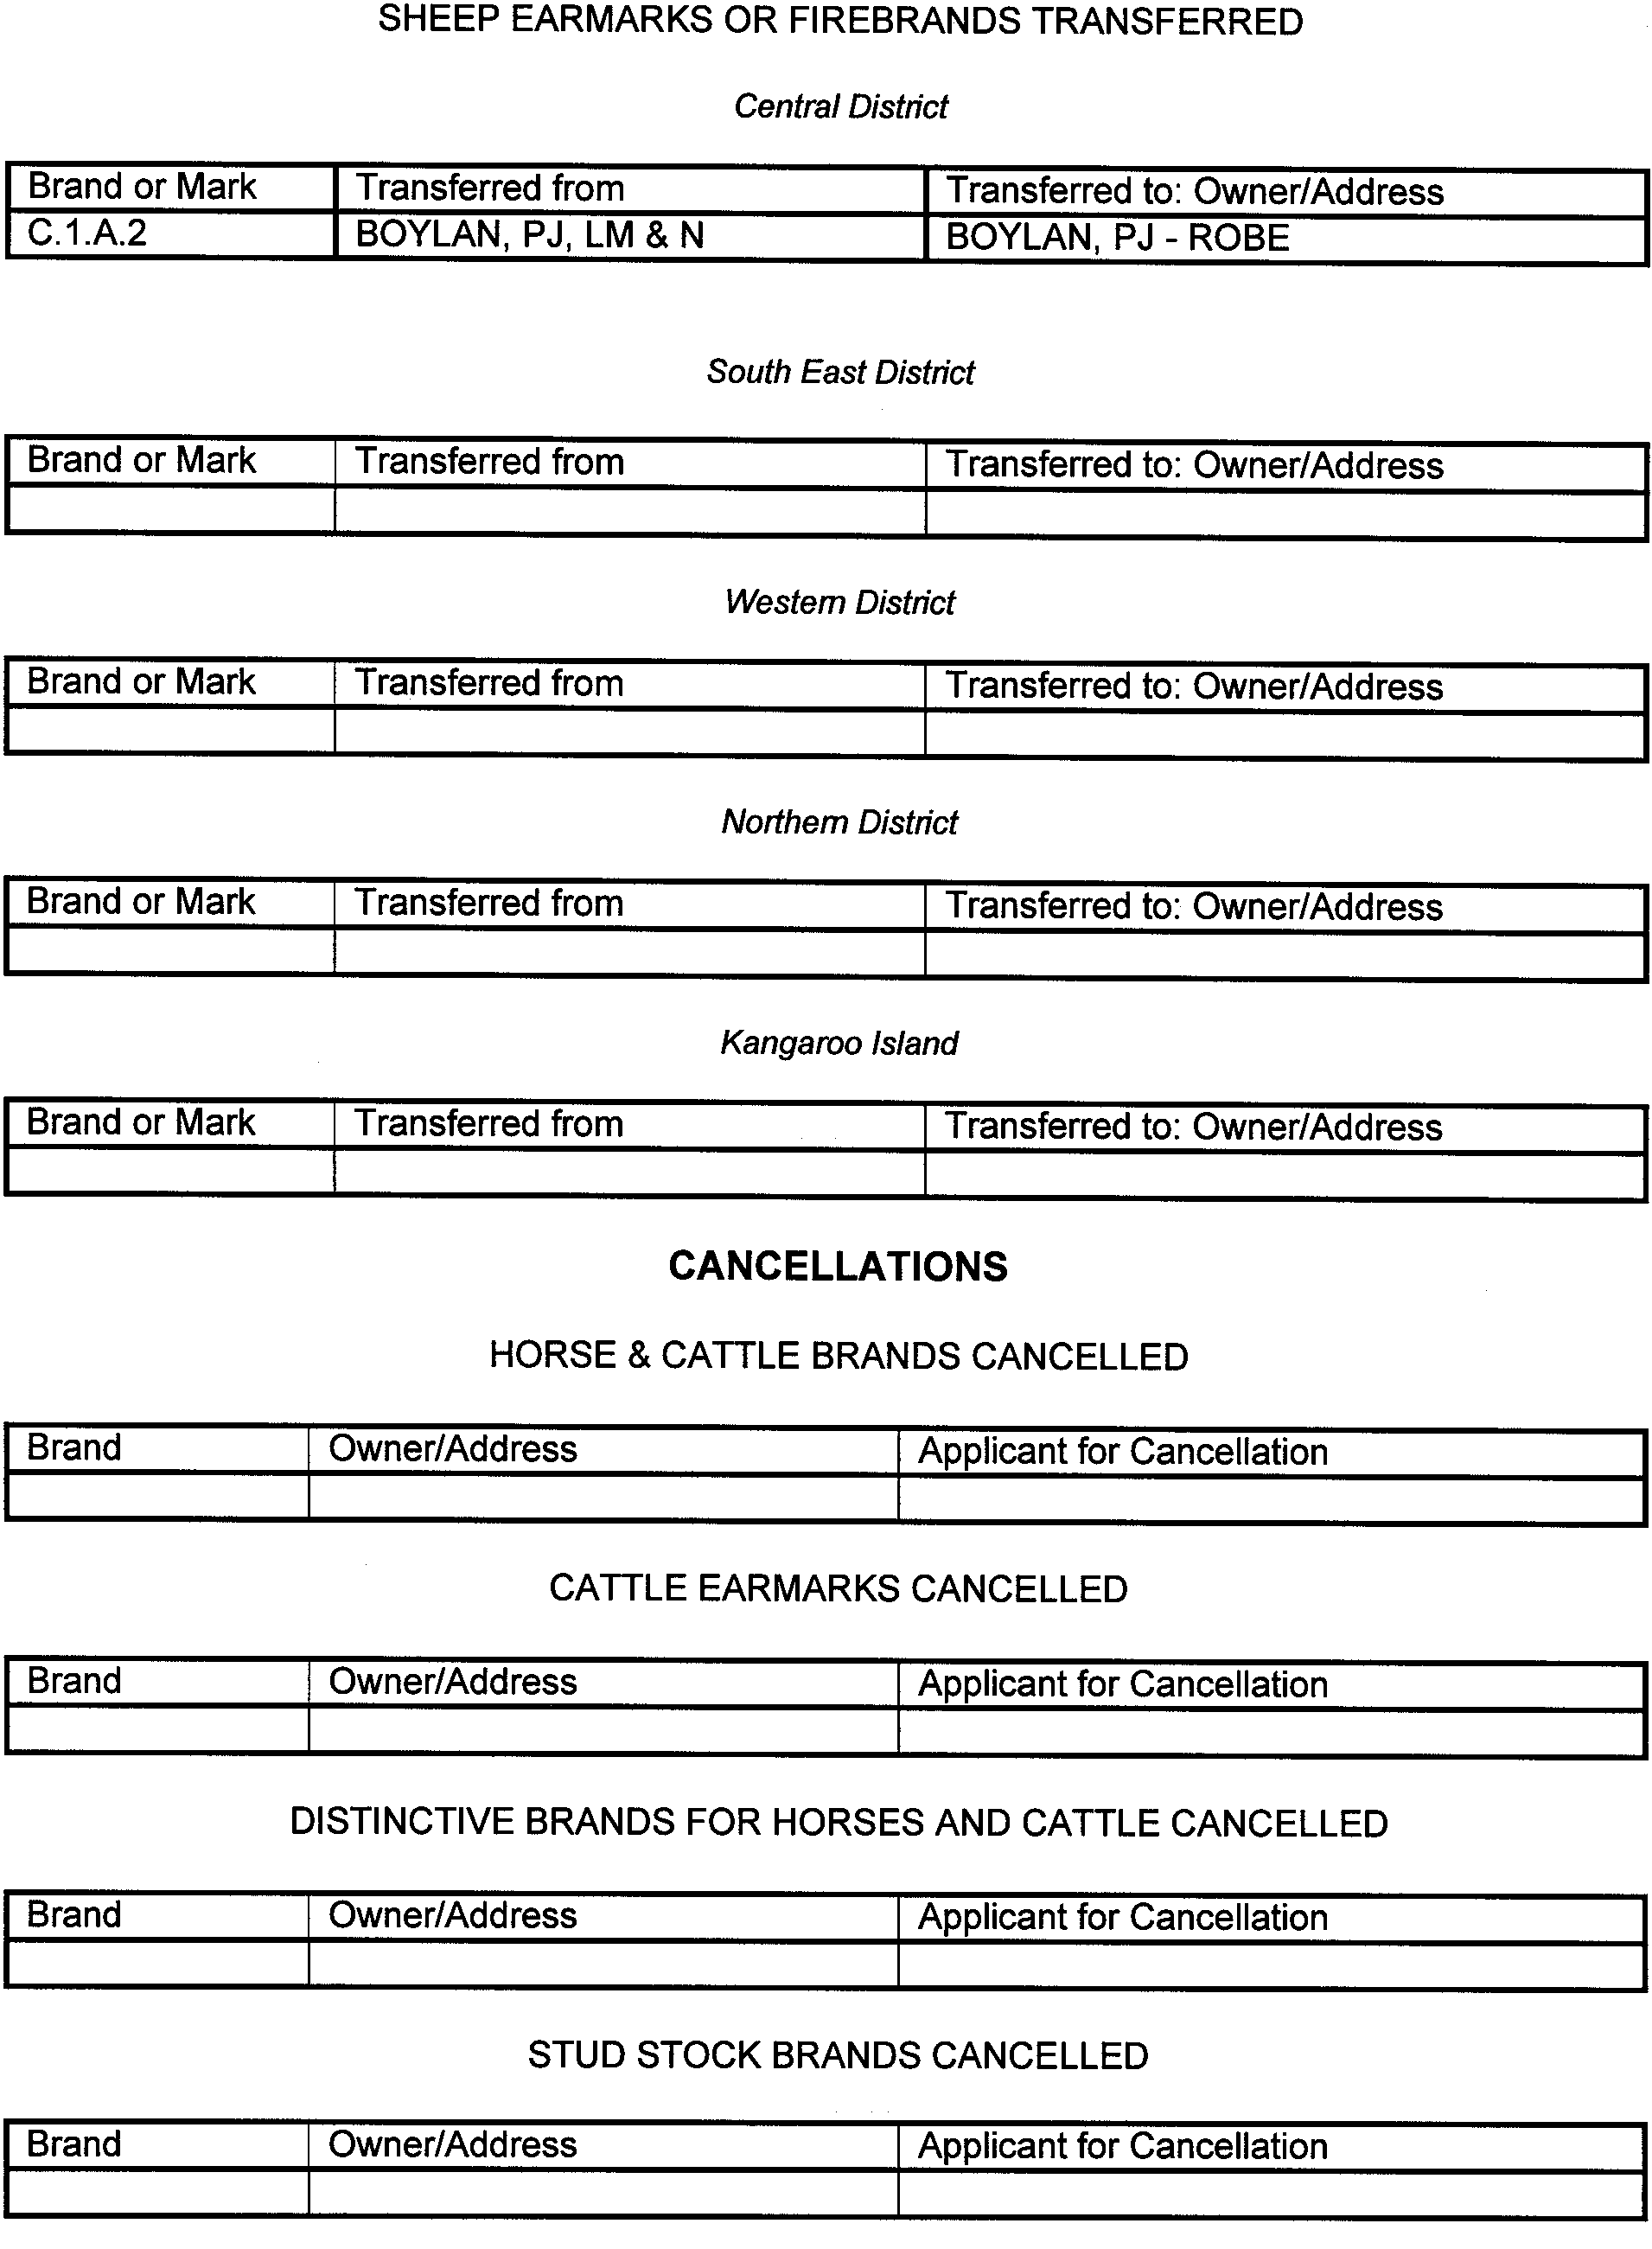 SHEEP EARMARKS OR FIREBRANDS TRANSFERRED
Central District
Brand or Mark Transferred from Transferred to: Owner/Address
C.1.A.2 BOYLAN, PJ, LM & N BOYLAN, PJ - ROBE
South East District
Brand or Mark Transferred from Transferred to: Owner/Address
Western District
Brand or Mark Transferred from Transferred to: Owner/Address
Northern District
Brand or Mark Transferred from Transferred to: Owner/Address
Kangaroo Island
Brand or Mark Transferred from Transferred to: Owner/Address
CANCELLATIONS
HORSE & CATTLE BRANDS CANCELLED
Brand Owner/Address Applicant for Cancellation
CATTLE EARMARKS CANCELLED
Brand Owner/Address Applicant for Cancellation
DISTINCTIVE BRANDS FOR HORSES AND CATTLE CANCELLED
Brand Owner/Address Applicant for Cancellation
STUD STOCK BRANDS CANCELLED
Brand Owner/Address Applicant for Cancellation